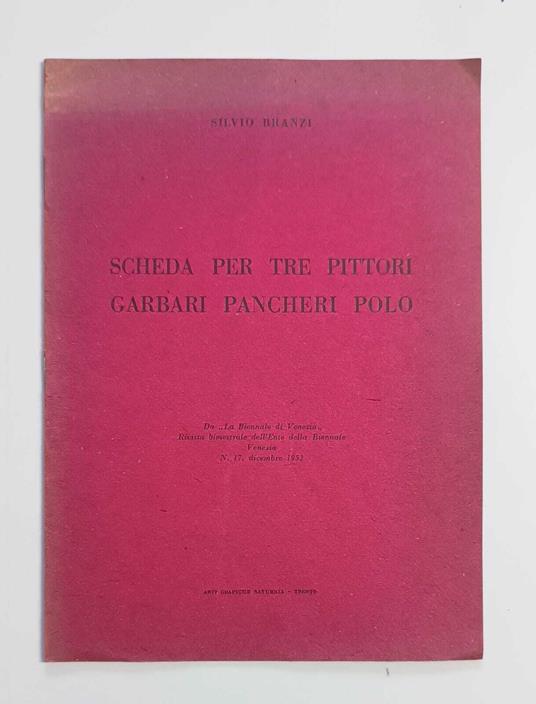 SILVIO BRANZI
SCHEDA PER TRE PITTORI
GARBARI PANCHERI POLO
Da „La Biennale di Venezia„
Rivista bimestrale dell'Ente della Biennale
Venezia
N. 17, dicembre 1952
ARTI GRAFICHE SATURNIA - TRENTO